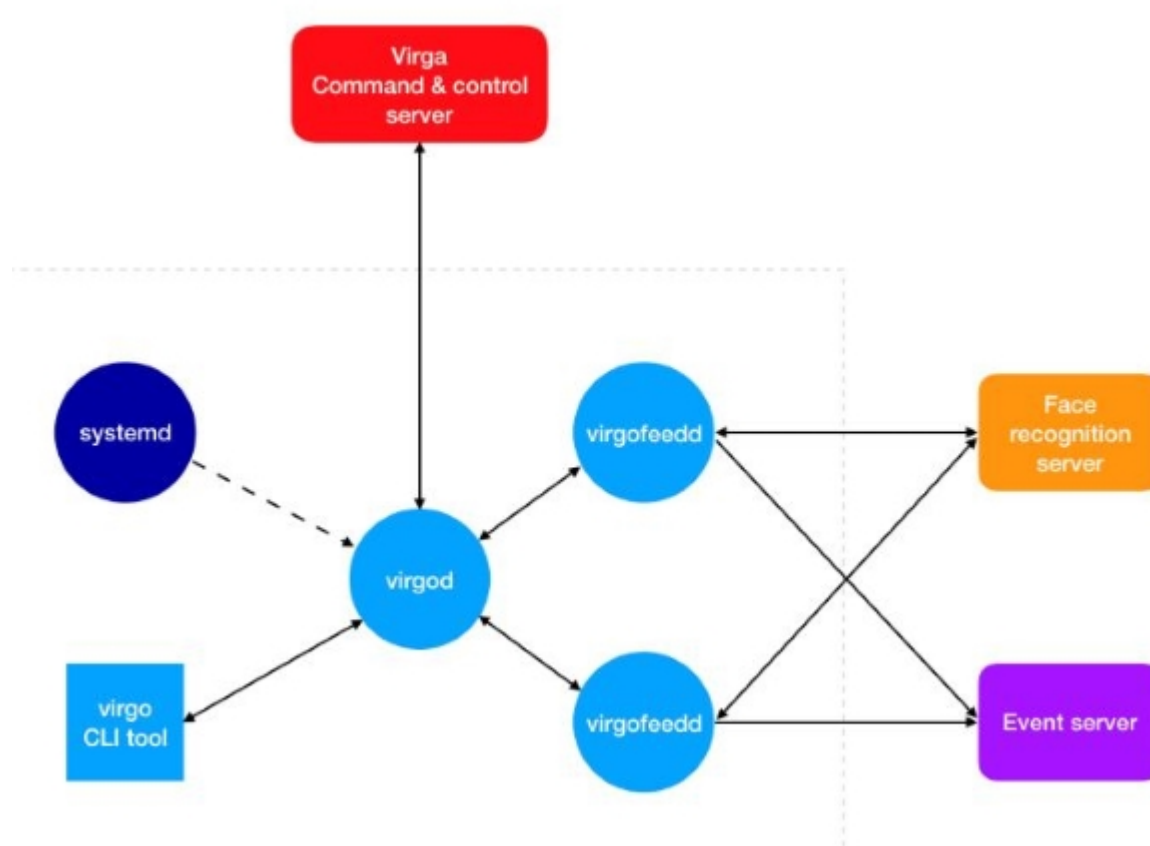 Virga
Command & control
server
systemd
virgofeedd
Face
recognition
server
virgod
virgo
CLI tool
virgofeedd
Event server